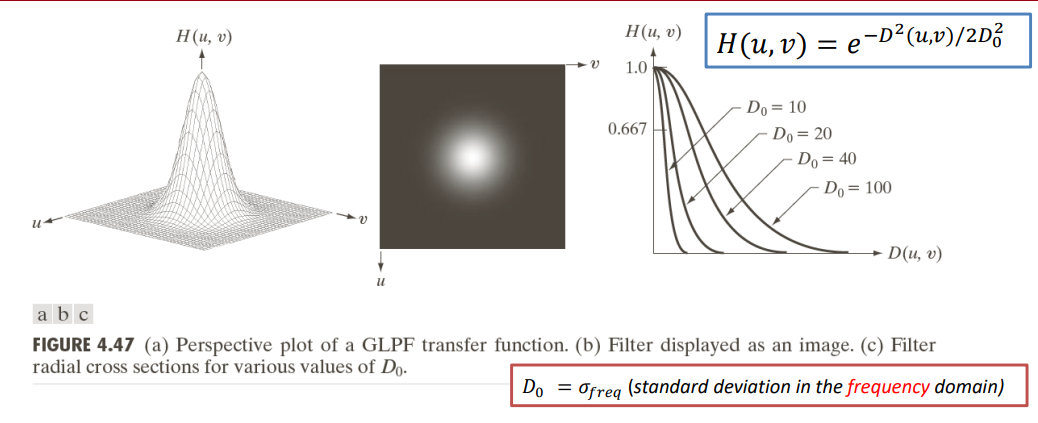 H(u, v)
u
v
v
u
H(u, v)
1.0
0.667
D₀ = 10
D₀ = 20
D₀ = 40
D₀ = 100
D(u, v)
H(u, v) = e^{−D²(u,v)/2D₀²}
a b c
FIGURE 4.47 (a) Perspective plot of a GLPF transfer function. (b) Filter displayed as an image. (c) Filter
radial cross sections for various values of D₀.
D₀ = σ_{freq} (standard deviation in the frequency domain)